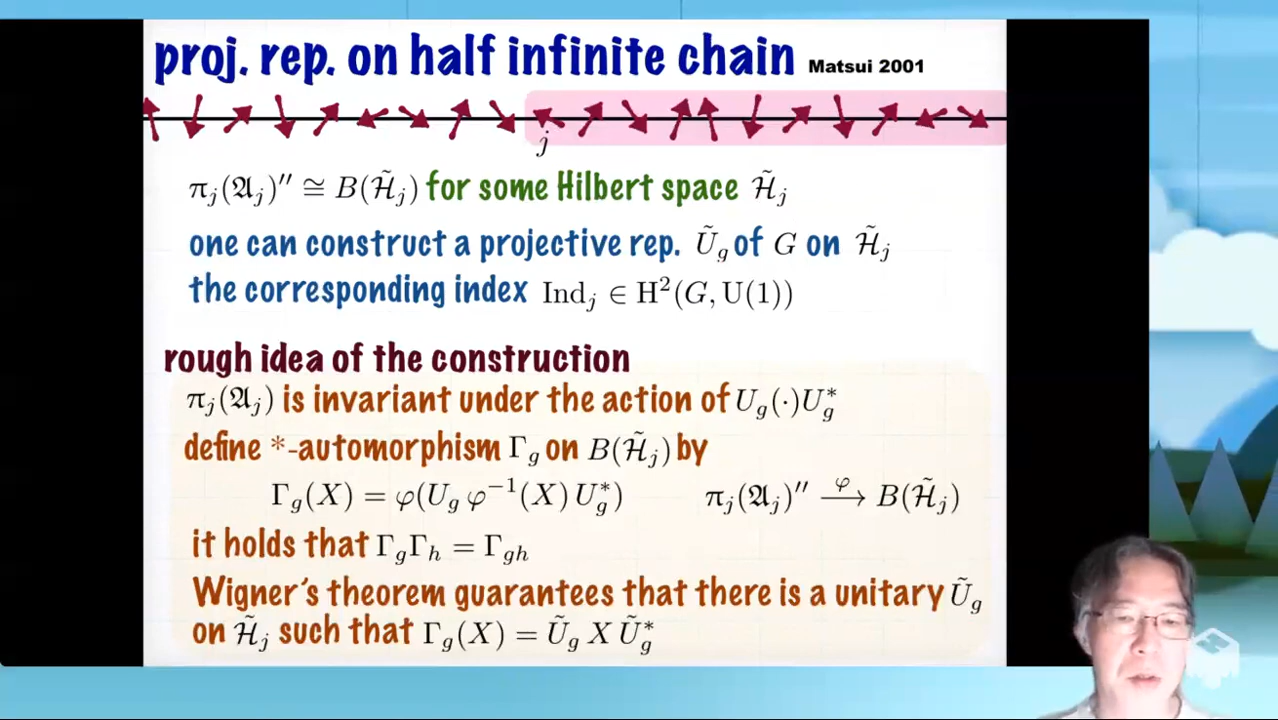 proj. rep. on half infinite chain Matsui 2001
j
π_j(𝔄_j)″ ≅ B(H̃_j) for some Hilbert space H̃_j
one can construct a projective rep. Ũ_g of G on H̃_j
the corresponding index Ind_j ∈ H²(G, U(1))
rough idea of the construction
π_j(𝔄_j) is invariant under the action of U_g(·)U_g^*
define *-automorphism Γ_g on B(H̃_j) by
Γ_g(X) = φ(U_g φ⁻¹(X) U_g^*) π_j(𝔄_j)″ —φ→ B(H̃_j)
it holds that Γ_gΓ_h = Γ_gh
Wigner's theorem guarantees that there is a unitary Ũ_g
on H̃_j such that Γ_g(X) = Ũ_g X Ũ_g^*